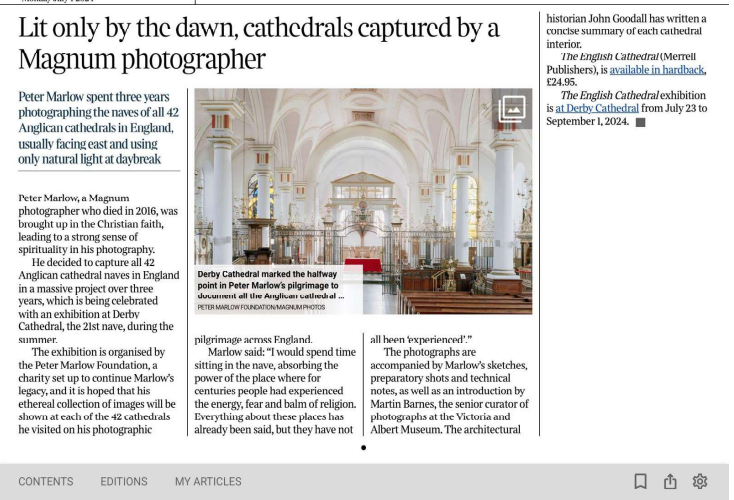 Monday July 1 2024
Lit only by the dawn, cathedrals captured by a
Magnum photographer
Peter Marlow spent three years
photographing the naves of all 42
Anglican cathedrals in England,
usually facing east and using
only natural light at daybreak
Peter Marlow, a Magnum
photographer who died in 2016, was
brought up in the Christian faith,
leading to a strong sense of
spirituality in his photography.
He decided to capture all 42
Anglican cathedral naves in England
in a massive project over three
years, which is being celebrated
with an exhibition at Derby
Cathedral, the 21st nave, during the
summer.
The exhibition is organised by
the Peter Marlow Foundation, a
charity set up to continue Marlow's
legacy, and it is hoped that his
ethereal collection of images will be
shown at each of the 42 cathedrals
he visited on his photographic
Derby Cathedral marked the halfway
point in Peter Marlow's pilgrimage to
document all the Anglican cathedral ...
PETER MARLOW FOUNDATION/MAGNUM PHOTOS
pilgrimage across England.
Marlow said: “I would spend time
sitting in the nave, absorbing the
power of the place where for
centuries people had experienced
the energy, fear and balm of religion.
Everything about these places has
already been said, but they have not
all been ‘experienced’.”
The photographs are
accompanied by Marlow's sketches,
preparatory shots and technical
notes, as well as an introduction by
Martin Barnes, the senior curator of
photographs at the Victoria and
Albert Museum. The architectural
historian John Goodall has written a
concise summary of each cathedral
interior.
The English Cathedral (Merrell
Publishers), is available in hardback,
£24.95.
The English Cathedral exhibition
is at Derby Cathedral from July 23 to
September 1, 2024.
CONTENTS EDITIONS MY ARTICLES